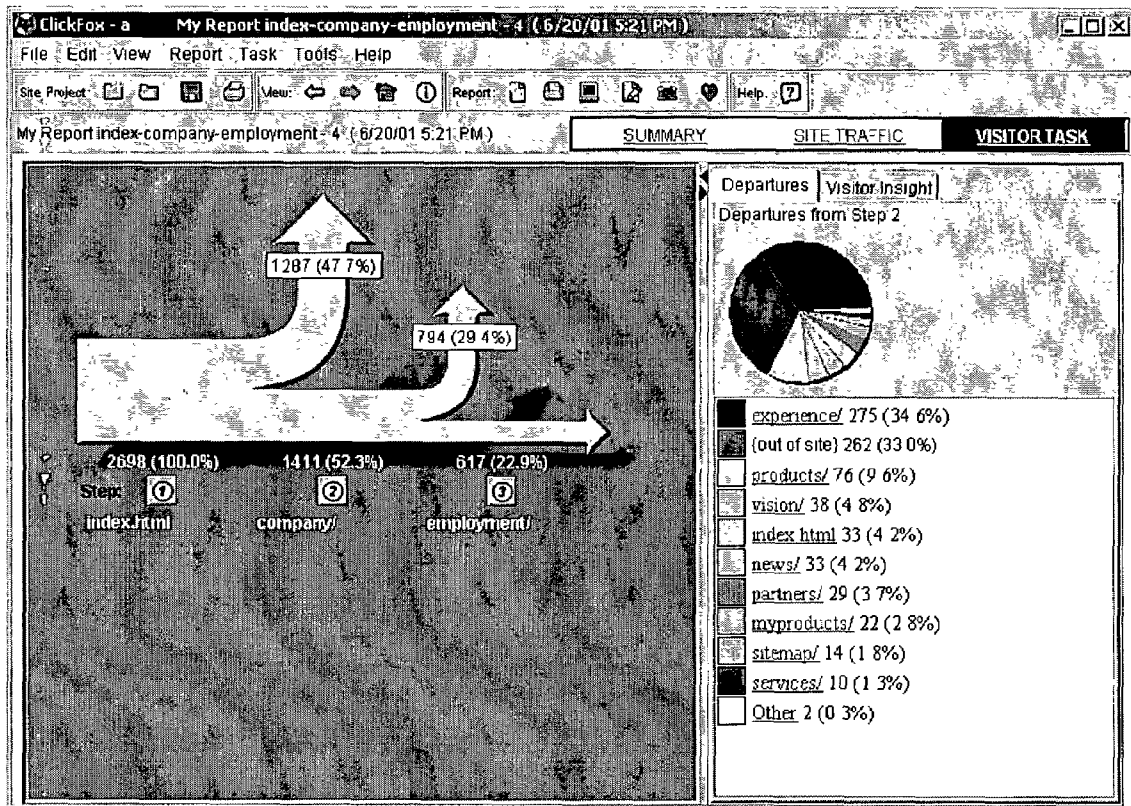 ClickFox - a My Report index-company-employment - 4 ( 6/20/01 5:21 PM )
File Edit View Report Task Tools Help
Site Project View: Report: Help.
My Report index-company-employment - 4 ( 6/20/01 5:21 PM )
SUMMARY SITE TRAFFIC VISITOR TASK
1287 (47 7%)
794 (29 4%)
2698 (100.0%) 1411 (52.3%) 617 (22.9%)
Step: 1 2 3
index.html company/ employment/
Departures Visitor Insight
Departures from Step 2
experience/ 275 (34 6%)
{out of site} 262 (33 0%)
products/ 76 (9 6%)
vision/ 38 (4 8%)
index html 33 (4 2%)
news/ 33 (4 2%)
partners/ 29 (3 7%)
myproducts/ 22 (2 8%)
sitemap/ 14 (1 8%)
services/ 10 (1 3%)
Other 2 (0 3%)